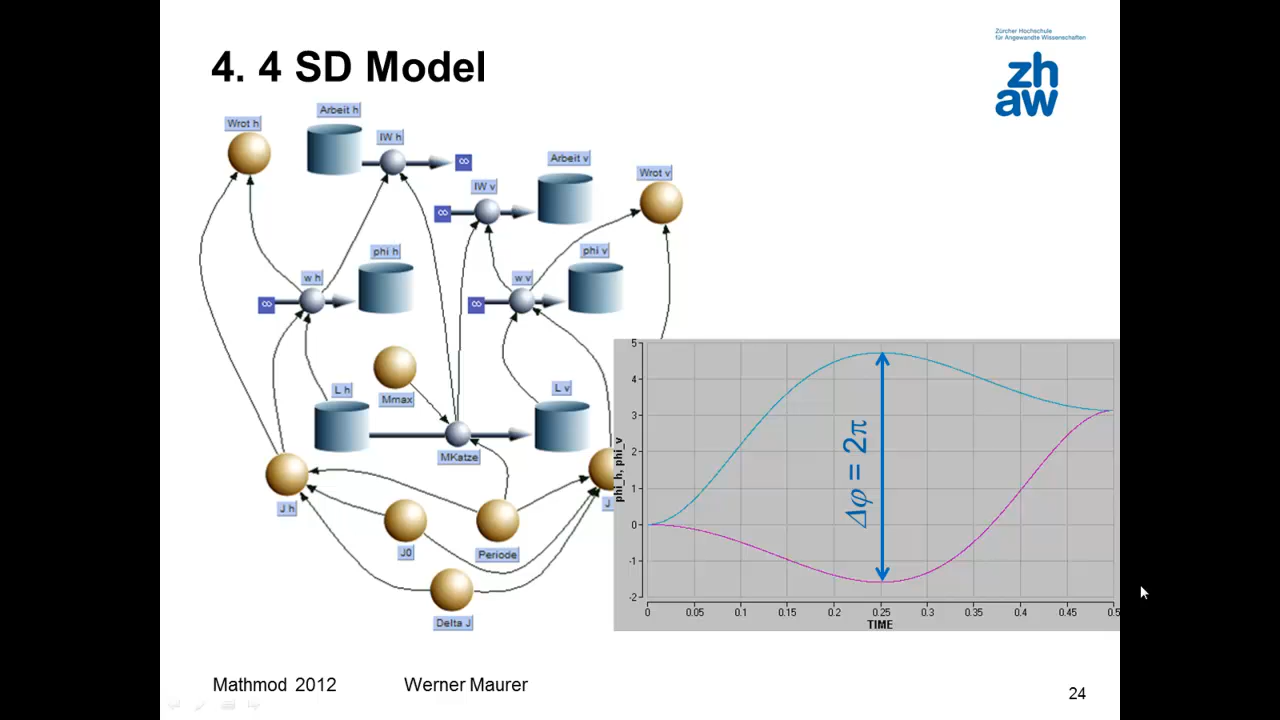 Zürcher Hochschule
für Angewandte Wissenschaften
zh
aw
4. 4 SD Model
Arbeit h
Wrot h
IW h
∞
Arbeit v
Wrot v
IW v
∞
phi h
phi v
w h
w v
∞
∞
L h
Mmax
L v
MKatze
J h
J
J0
Periode
Delta J
phi_h, phi_v
5
4
3
2
1
0
-1
-2
Δφ = 2π
0
0.05
0.1
0.15
0.2
0.25
0.3
0.35
0.4
0.45
0.5
TIME
Mathmod 2012
Werner Maurer
24